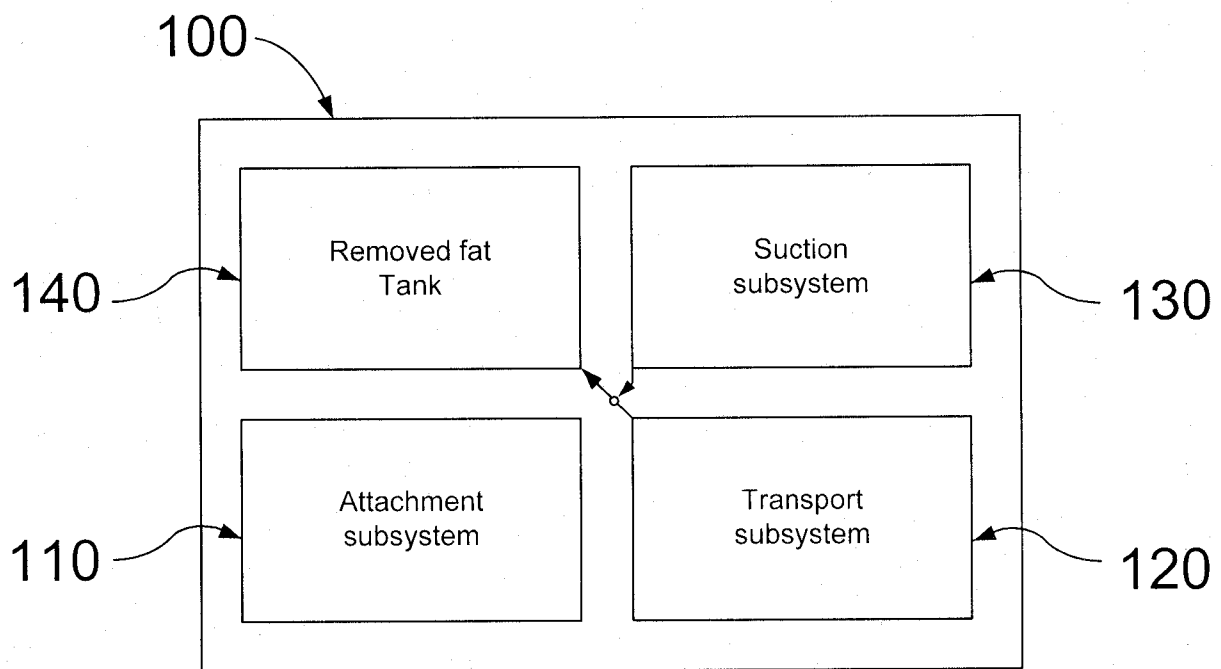 100
Removed fat
Tank
Suction
subsystem
140
130
Attachment
subsystem
Transport
subsystem
110
120